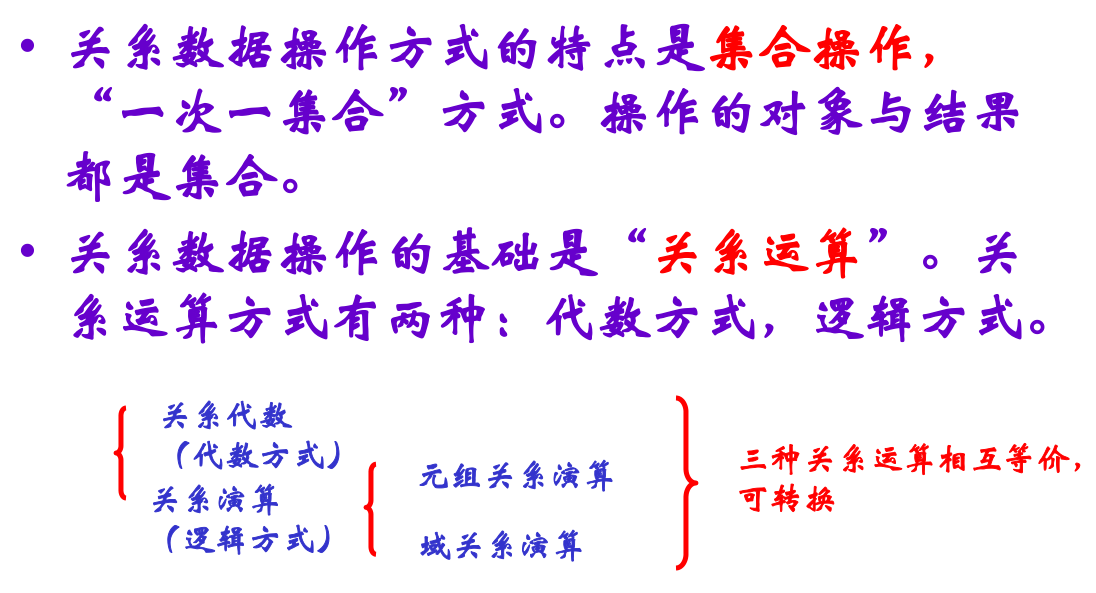 • 关系数据操作方式的特点是集合操作，
“一次一集合”方式。操作的对象与结果
都是集合。
• 关系数据操作的基础是“关系运算”。关
系运算方式有两种：代数方式，逻辑方式。
关系代数
（代数方式）
关系演算
（逻辑方式）
元组关系演算
域关系演算
三种关系运算相互等价，
可转换